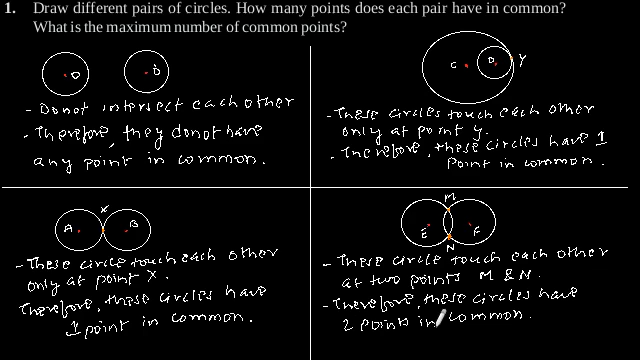 1. Draw different pairs of circles. How many points does each pair have in common?
What is the maximum number of common points?
O O'
- Donot intersect each other
- Therefore, they donot have
any point in common.
C D Y
- These circles touch each other
only at point y.
- Therefore, these circles have 1
Point in common.
X
A B
- These circle touch each other
only at point X.
Therefore, these circles have
1 point in common.
M
E F
N
- These circle touch each other
at two points M & N.
- Therefore, these circles have
2 points in common.